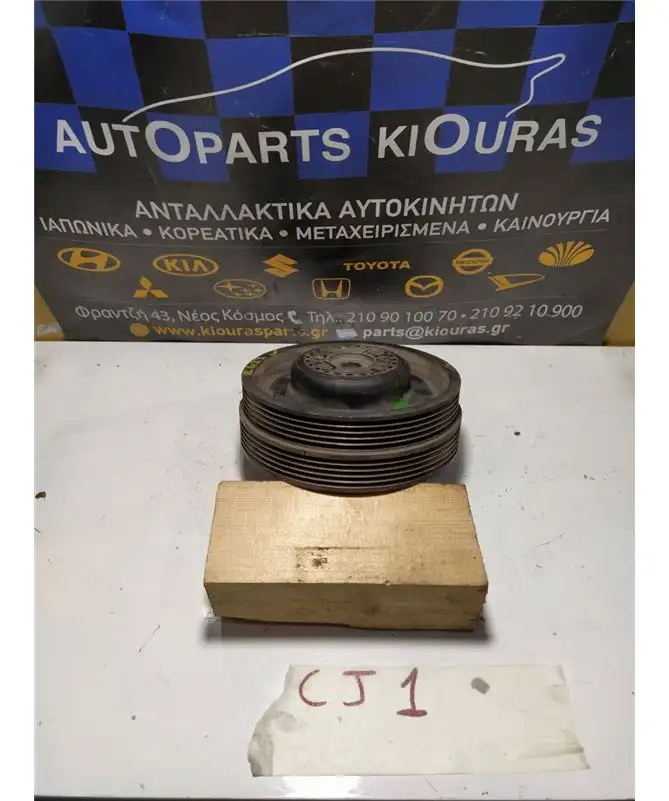 AUTOPARTS KIOURAS
ΑΝΤΑΛΛΑΚΤΙΚΑ ΑΥΤΟΚΙΝΗΤΩΝ
ΙΑΠΩΝΙΚΑ • ΚΟΡΕΑΤΙΚΑ • ΜΕΤΑΧΕΙΡΙΣΜΕΝΑ • ΚΑΙΝΟΥΡΓΙΑ
KIA TOYOTA NISSAN
Φραντζή 43, Νέος Κόσμος Τηλ.: 210 90 100 70 • 210 92 10.900
www.kiourasparts.gr parts@kiouras.gr
CJ1